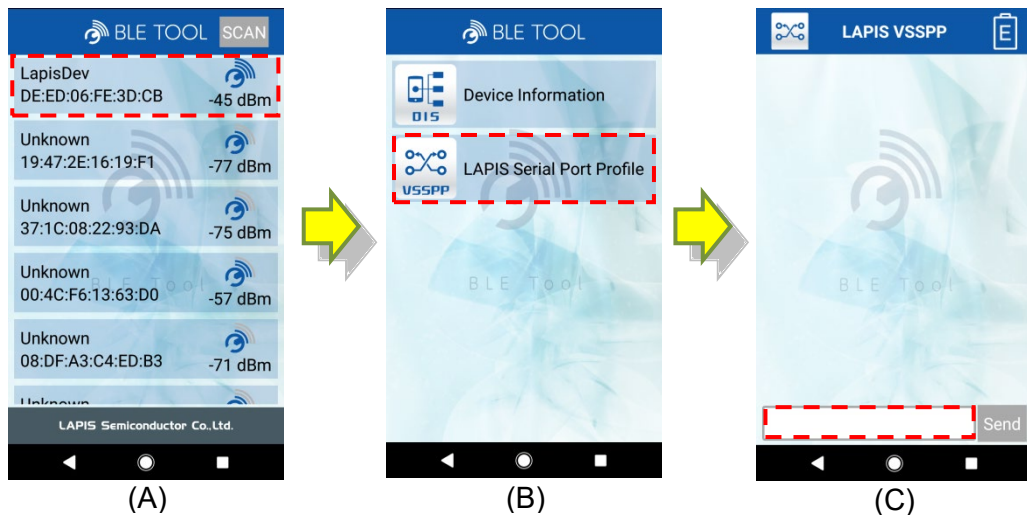 BLE TOOL SCAN
LapisDev
DE:ED:06:FE:3D:CB -45 dBm
Unknown
19:47:2E:16:19:F1 -77 dBm
Unknown
37:1C:08:22:93:DA -75 dBm
Unknown
00:4C:F6:13:63:D0 -57 dBm
BLE Tool
Unknown
08:DF:A3:C4:ED:B3 -71 dBm
Unknown
LAPIS Semiconductor Co.,Ltd.
(A)
BLE TOOL
Device Information
DIS
LAPIS Serial Port Profile
VSSPP
BLE Tool
(B)
LAPIS VSSPP E
BLE Tool
Send
(C)